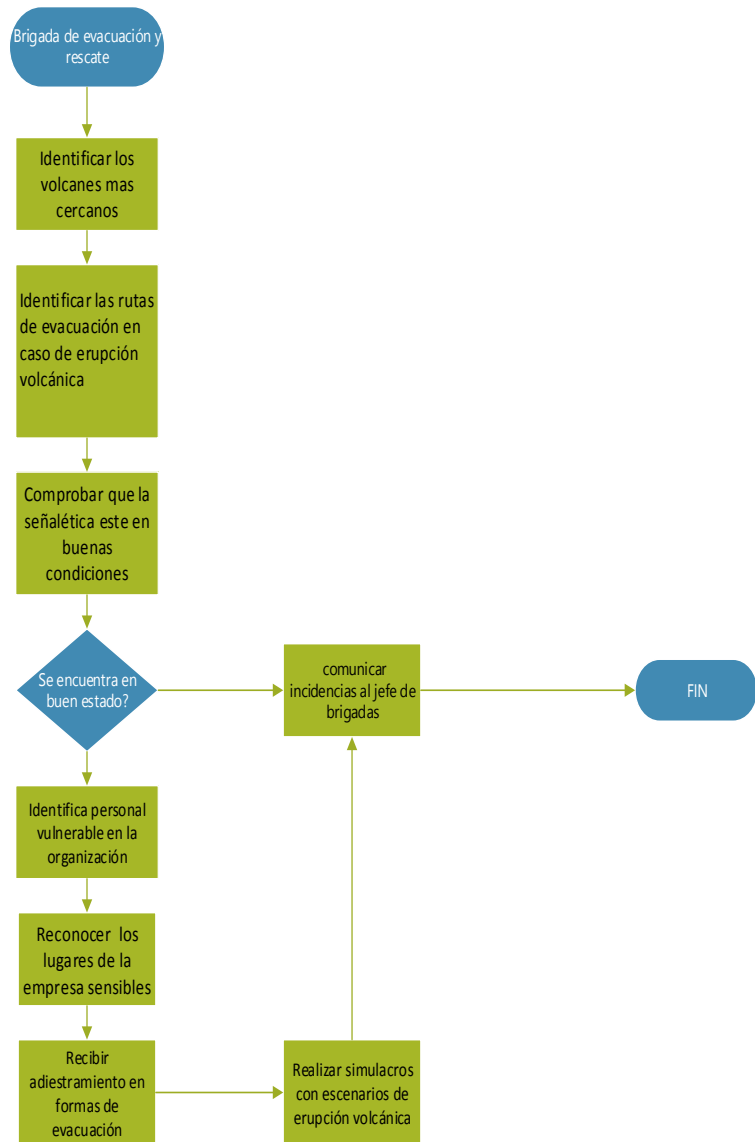 Brigada de evacuación y
rescate
Identificar los
volcanes mas
cercanos
Identificar las rutas
de evacuación en
caso de erupción
volcánica
Comprobar que la
señalética este en
buenas
condiciones
Se encuentra en
buen estado?
comunicar
incidencias al jefe de
brigadas
FIN
Identifica personal
vulnerable en la
organización
Reconocer los
lugares de la
empresa sensibles
Recibir
adiestramiento en
formas de
evacuación
Realizar simulacros
con escenarios de
erupción volcánica